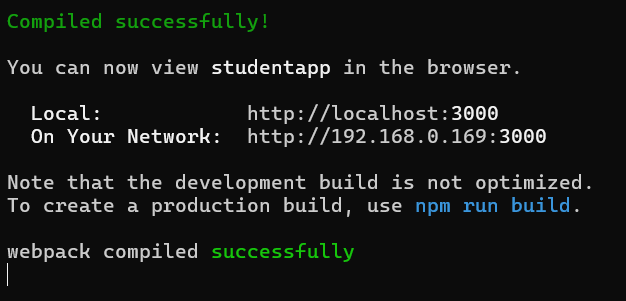 Compiled successfully!
You can now view studentapp in the browser.
Local: http://localhost:3000
On Your Network: http://192.168.0.169:3000
Note that the development build is not optimized.
To create a production build, use npm run build.
webpack compiled successfully